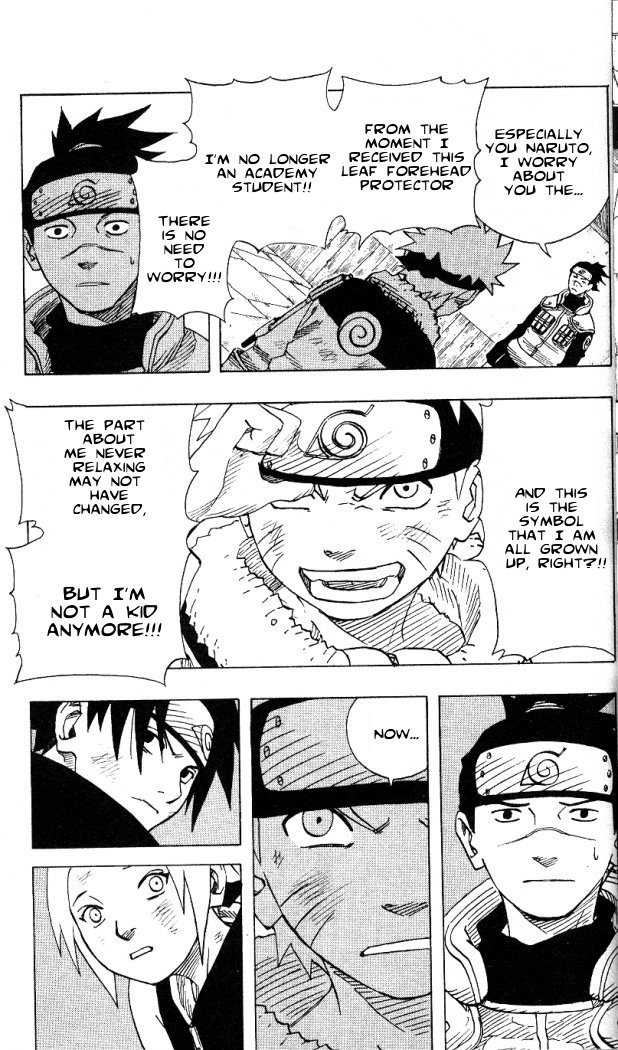 ESPECIALLY
YOU NARUTO,
I WORRY
ABOUT
YOU THE...
FROM THE
MOMENT I
RECEIVED THIS
LEAF FOREHEAD
PROTECTOR
I'M NO LONGER
AN ACADEMY
STUDENT!!
THERE
IS NO
NEED
TO
WORRY!!!
AND THIS
IS THE
SYMBOL
THAT I AM
ALL GROWN
UP, RIGHT?!!
THE PART
ABOUT
ME NEVER
RELAXING
MAY NOT
HAVE
CHANGED,
BUT I'M
NOT A KID
ANYMORE!!!
NOW...